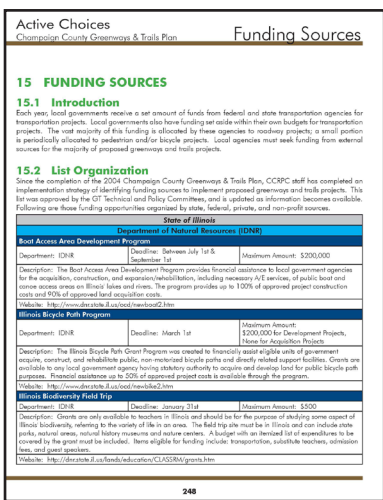 Active Choices
Champaign County Greenways & Trails Plan
Funding Sources
15 FUNDING SOURCES
15.1 Introduction
Each year, local governments receive a set amount of funds from federal and state transportation agencies for
transportation projects. Local governments also have funding set aside within their own budgets for transportation
projects. The vast majority of this funding is allocated by these agencies to roadway projects; a small portion
is periodically allocated to pedestrian and/or bicycle projects. Local agencies must seek funding from external
sources for the majority of proposed greenways and trails projects.
15.2 List Organization
Since the completion of the 2004 Champaign County Greenways & Trails Plan, CCRPC staff has completed an
implementation strategy of identifying funding sources to implement proposed greenways and trails projects. This
list was approved by the GT Technical and Policy Committees, and is updated as information becomes available.
Following are those funding opportunities organized by state, federal, private, and non-profit sources.
State of Illinois
Department of Natural Resources (IDNR)
Boat Access Area Development Program
Department: IDNR
Deadline: Between July 1st &
September 1st
Maximum Amount: $200,000
Description: The Boat Access Area Development Program provides financial assistance to local government agencies
for the acquisition, construction, and expansion/rehabilitation, including necessary A/E services, of public boat and
canoe access areas on Illinois' lakes and rivers. The program provides up to 100% of approved project construction
costs and 90% of approved land acquisition costs.
Website: http://www.dnr.state.il.us/ocd/newboat2.htm
Illinois Bicycle Path Program
Department: IDNR
Deadline: March 1st
Maximum Amount:
$200,000 for Development Projects,
None for Acquisition Projects
Description: The Illinois Bicycle Path Grant Program was created to financially assist eligible units of government
acquire, construct, and rehabilitate public, non-motorized bicycle paths and directly related support facilities. Grants are
available to any local government agency having statutory authority to acquire and develop land for public bicycle path
purposes. Financial assistance up to 50% of approved project costs is available through the program.
Website: http://www.dnr.state.il.us/ocd/newbike2.htm
Illinois Biodiversity Field Trip
Department: IDNR
Deadline: January 31st
Maximum Amount: $500
Description: Grants are only available to teachers in Illinois and should be for the purpose of studying some aspect of
Illinois' biodiversity, referring to the variety of life in an area. The field trip site must be in Illinois and can include state
parks, natural areas, natural history museums and nature centers. A budget with an itemized list of expenditures to be
covered by the grant must be included. Items eligible for funding include: transportation, substitute teachers, admission
fees, and guest speakers.
Website: http://dnr.state.il.us/lands/education/CLASSRM/grants.htm
248